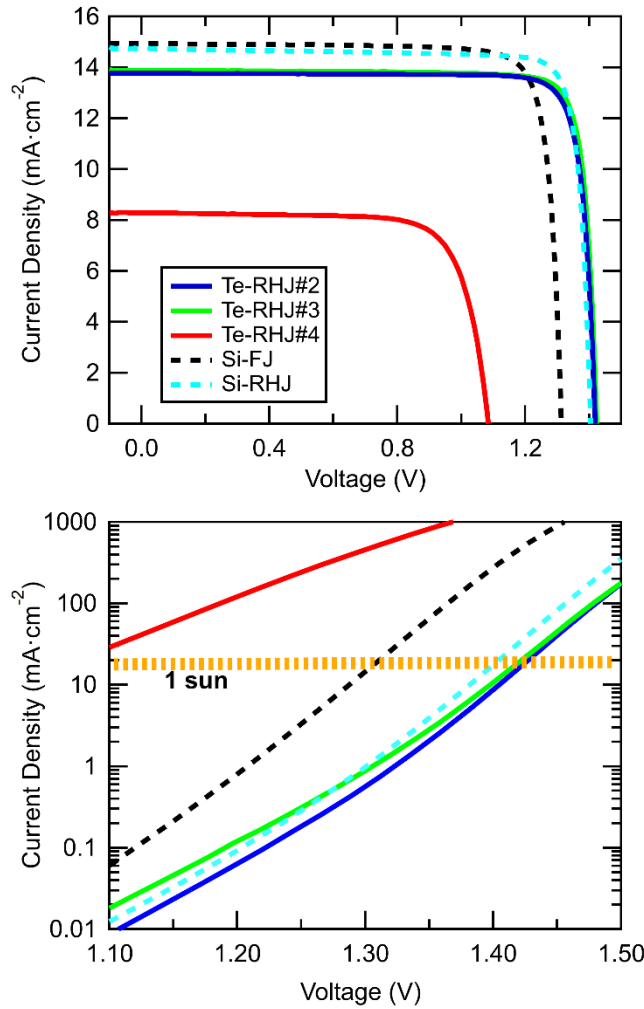 16
14
12
10
8
6
4
2
0
Current Density (mA·cm⁻²)
Te-RHJ#2
Te-RHJ#3
Te-RHJ#4
Si-FJ
Si-RHJ
0.0 0.4 0.8 1.2
Voltage (V)
1000
100
10
1
0.1
0.01
Current Density (mA·cm⁻²)
1 sun
1.10 1.20 1.30 1.40 1.50
Voltage (V)